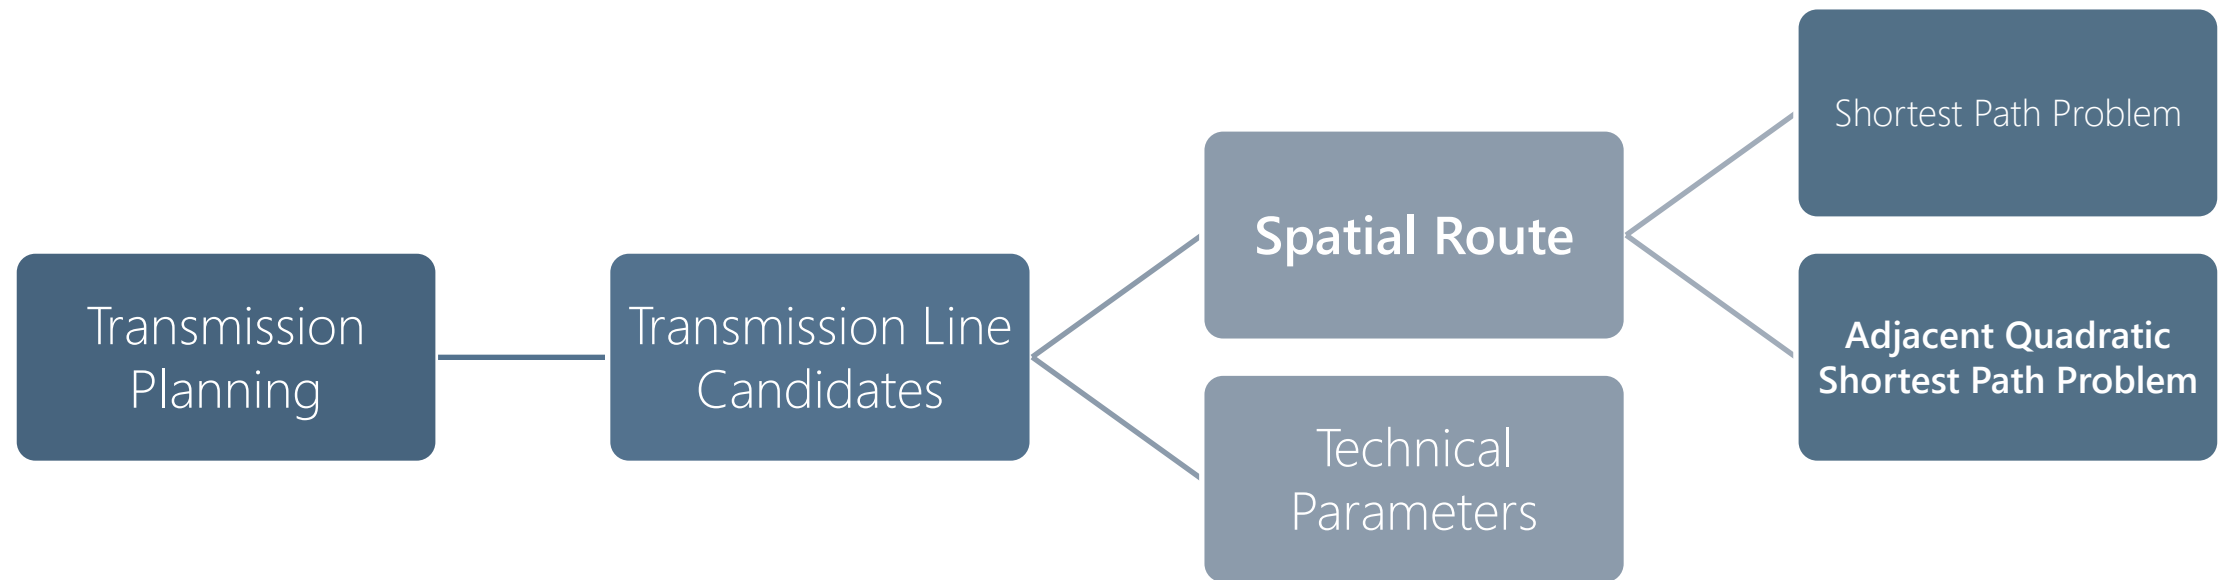 Transmission
Planning
Transmission Line
Candidates
Spatial Route
Technical
Parameters
Shortest Path Problem
Adjacent Quadratic
Shortest Path Problem